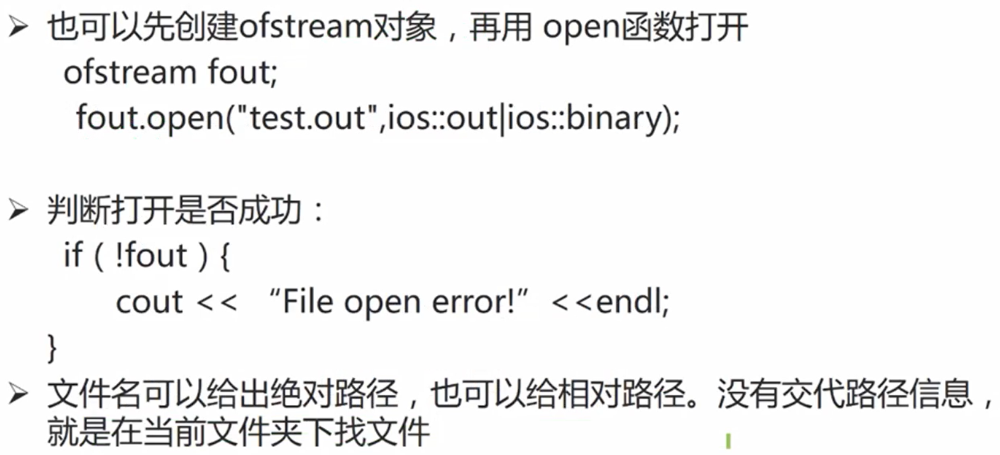 ➢ 也可以先创建ofstream对象，再用 open函数打开
ofstream fout;
fout.open("test.out",ios::out|ios::binary);
➢ 判断打开是否成功：
if ( !fout ) {
cout << “File open error!” <<endl;
}
➢ 文件名可以给出绝对路径，也可以给相对路径。没有交代路径信息，
就是在当前文件夹下找文件